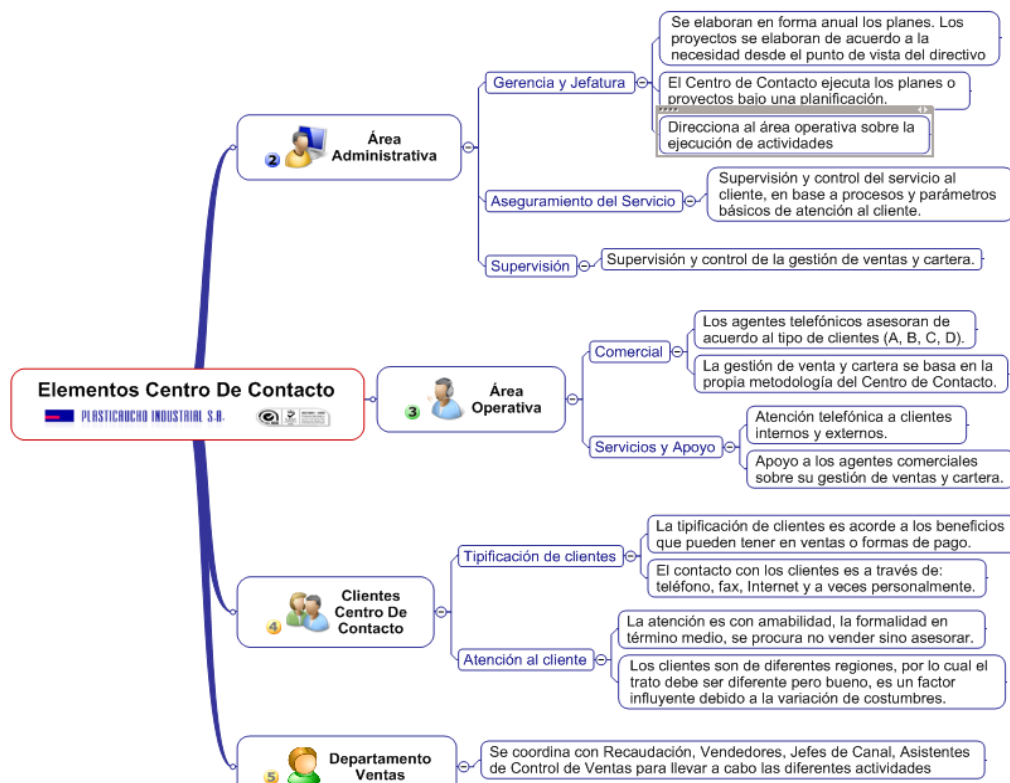 Elementos Centro De Contacto
PLASTICAUCHO INDUSTRIAL S.A.
2
Área
Administrativa
Gerencia y Jefatura
Se elaboran en forma anual los planes. Los
proyectos se elaboran de acuerdo a la
necesidad desde el punto de vista del directivo
El Centro de Contacto ejecuta los planes o
proyectos bajo una planificación.
Direcciona al área operativa sobre la
ejecución de actividades
Aseguramiento del Servicio
Supervisión y control del servicio al
cliente, en base a procesos y parámetros
básicos de atención al cliente.
Supervisión
Supervisión y control de la gestión de ventas y cartera.
3
Área
Operativa
Comercial
Los agentes telefónicos asesoran de
acuerdo al tipo de clientes (A, B, C, D).
La gestión de venta y cartera se basa en la
propia metodología del Centro de Contacto.
Servicios y Apoyo
Atención telefónica a clientes
internos y externos.
Apoyo a los agentes comerciales
sobre su gestión de ventas y cartera.
4
Clientes
Centro De
Contacto
Tipificación de clientes
La tipificación de clientes es acorde a los beneficios
que pueden tener en ventas o formas de pago.
El contacto con los clientes es a través de:
teléfono, fax, Internet y a veces personalmente.
Atención al cliente
La atención es con amabilidad, la formalidad en
término medio, se procura no vender sino asesorar.
Los clientes son de diferentes regiones, por lo cual el
trato debe ser diferente pero bueno, es un factor
influyente debido a la variación de costumbres.
5
Departamento
Ventas
Se coordina con Recaudación, Vendedores, Jefes de Canal, Asistentes
de Control de Ventas para llevar a cabo las diferentes actividades